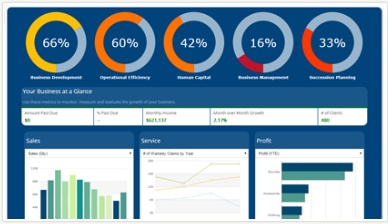 66%
60%
42%
16%
33%
Business Development
Operational Efficiency
Human Capital
Business Management
Succession Planning
Your Business at a Glance
Use these metrics to monitor, measure and evaluate the growth of your business.
Amount Past Due
% Past Due
Monthly Income
Month over Month Growth
# of Clients
$0
--
$621,137
2.17%
480
Sales
Service
Profit
Sales (QTD)
# of Warranty Claims by Year
Profit (YTD)